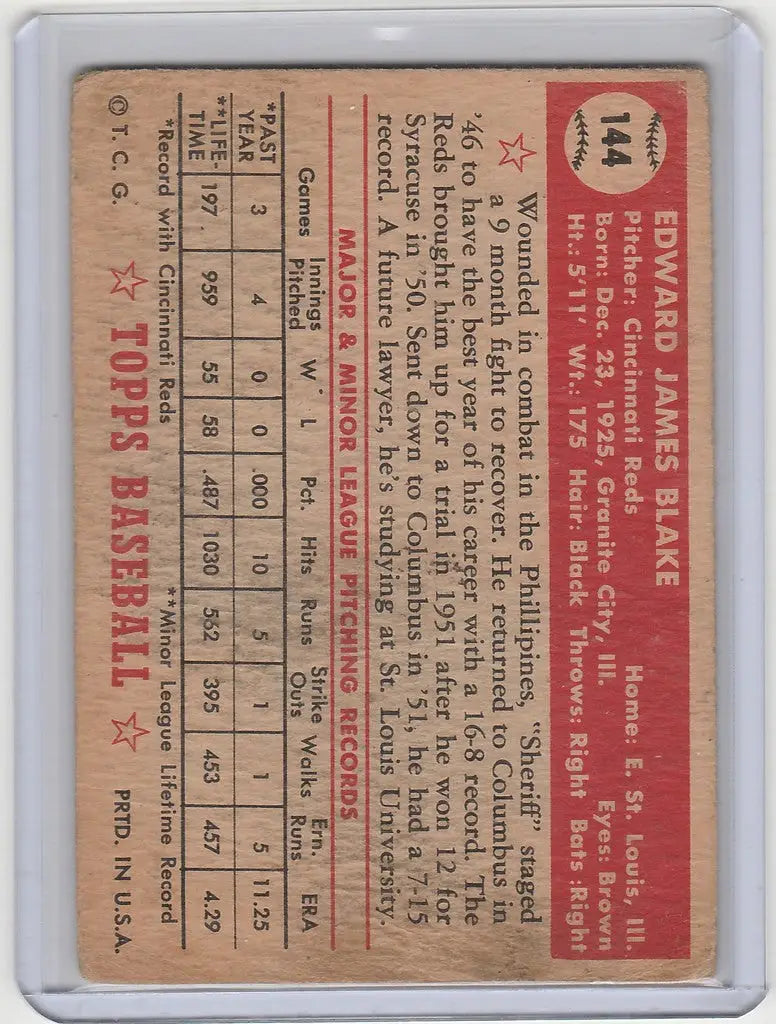 144
EDWARD JAMES BLAKE
Pitcher: Cincinnati Reds Home: E. St. Louis, Ill.
Born: Dec. 23, 1925, Granite City, Ill. Eyes: Brown
Ht.: 5'11' Wt.: 175 Hair: Black Throws: Right Bats :Right
Wounded in combat in the Phillipines, "Sheriff" staged
a 9 month fight to recover. He returned to Columbus in
'46 to have the best year of his career with a 16-8 record. The
Reds brought him up for a trial in 1951 after he won 12 for
Syracuse in '50. Sent down to Columbus in '51, he had a 7-15
record. A future lawyer, he's studying at St. Louis University.
MAJOR & MINOR LEAGUE PITCHING RECORDS
Games Innings Pitched W L Pct. Hits Runs Strike Outs Walks Ern. Runs ERA
*PAST YEAR 3 4 0 0 .000 10 5 1 1 5 11.25
**LIFE-TIME 197 959 55 58 .487 1030 562 395 453 457 4.29
*Record with Cincinnati Reds **Minor League Lifetime Record
© T. C. G. TOPPS BASEBALL PRTD. IN U.S.A.